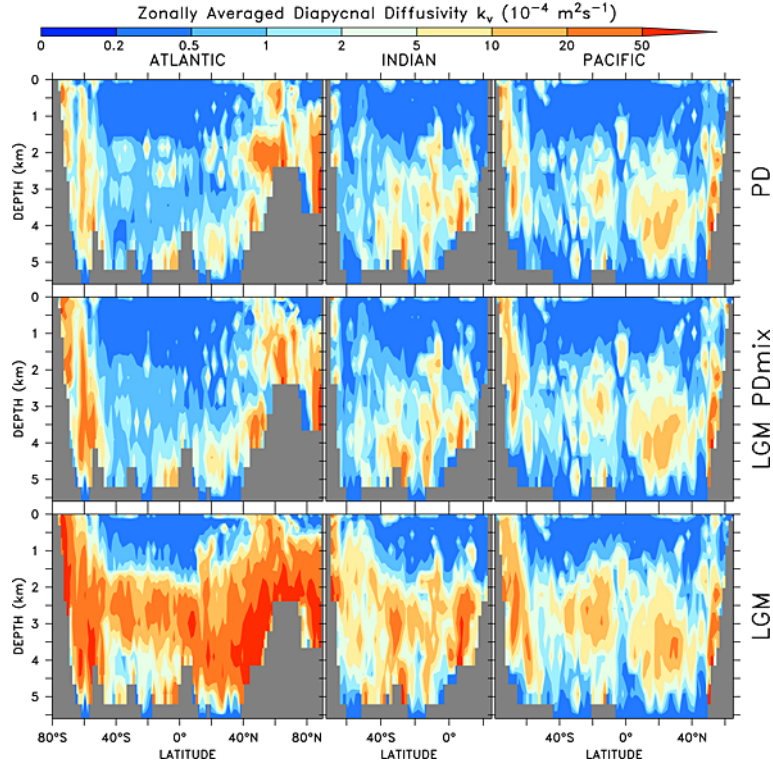 Zonally Averaged Diapycnal Diffusivity kᵥ (10⁻⁴ m²s⁻¹)
0 0.2 0.5 1 2 5 10 20 50
ATLANTIC INDIAN PACIFIC
0
1
2
3
4
5
DEPTH (km)
PD
0
1
2
3
4
5
DEPTH (km)
LGM PDmix
0
1
2
3
4
5
DEPTH (km)
LGM
80°S 40°S 0° 40°N 80°N 40°S 0° 40°S 0° 40°N
LATITUDE LATITUDE LATITUDE